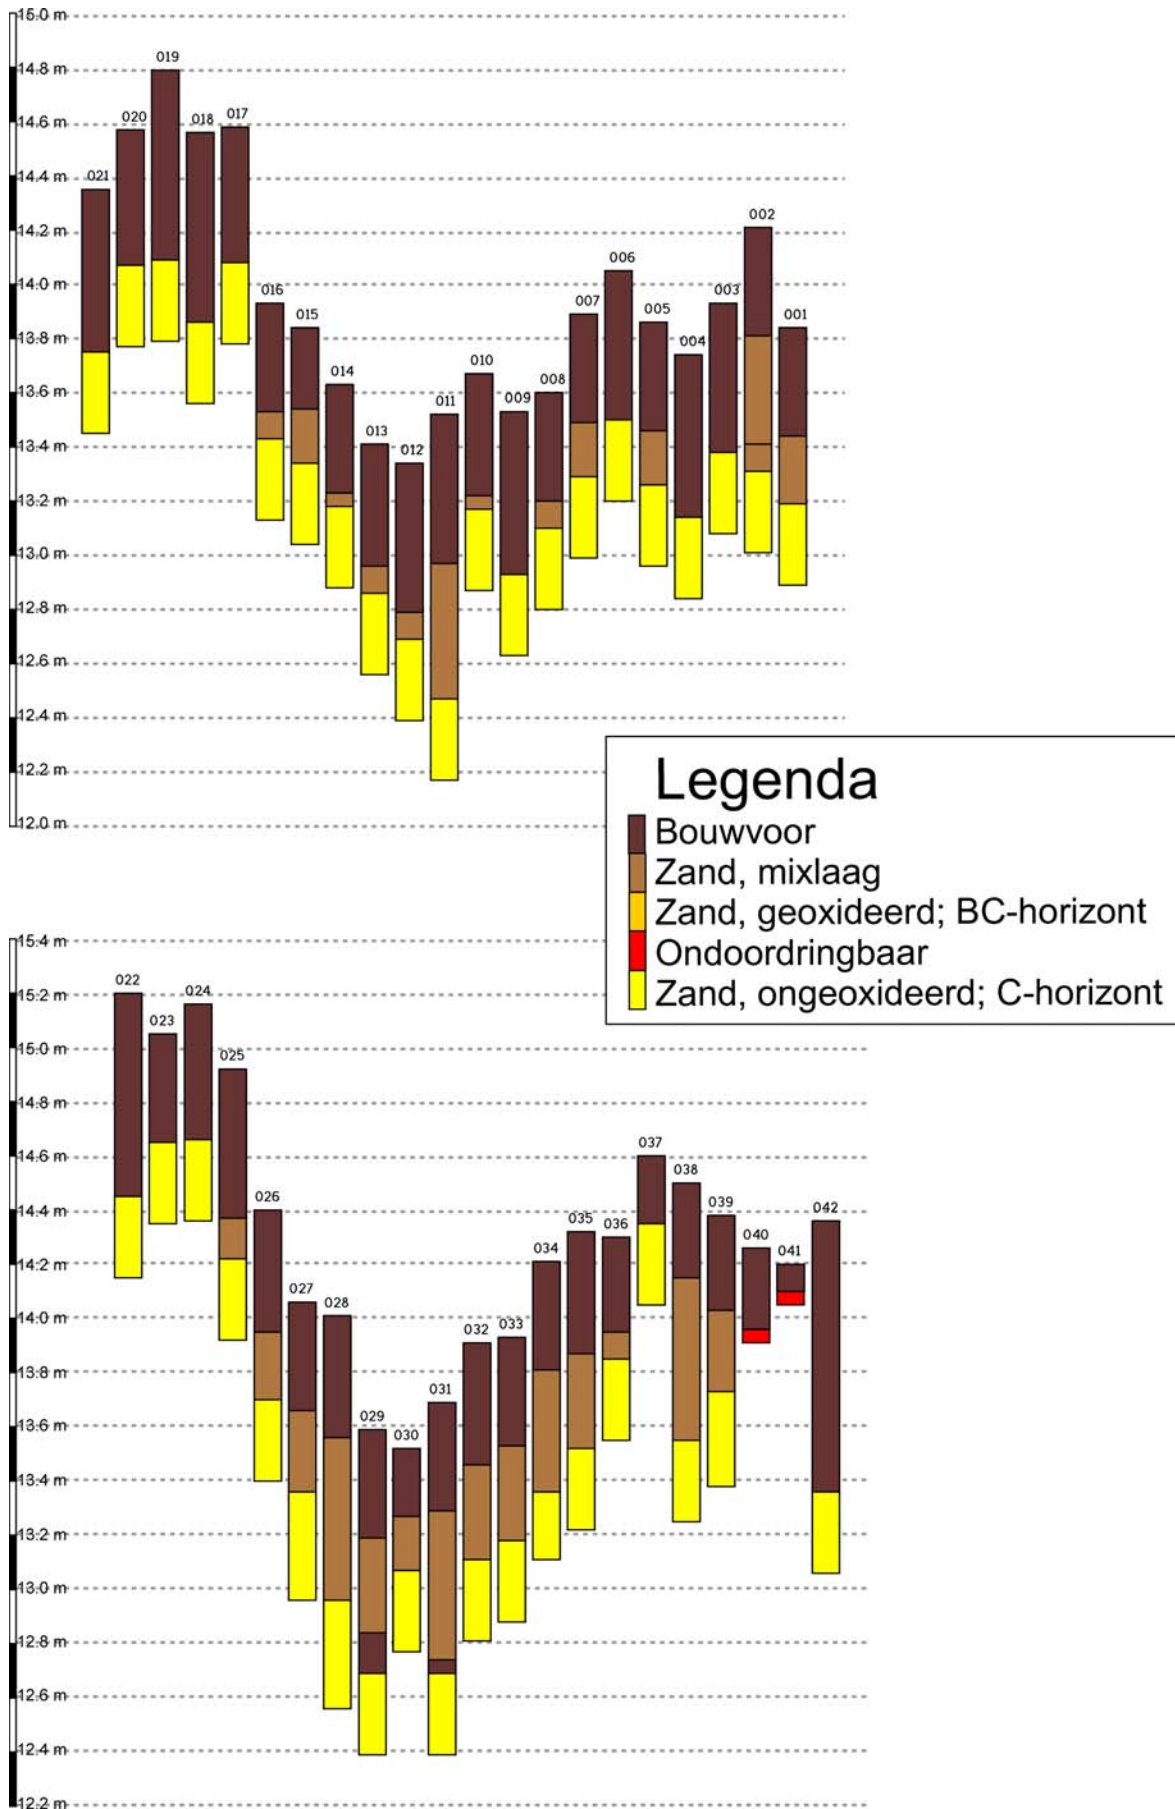 15.0 m
14.8 m
14.6 m
14.4 m
14.2 m
14.0 m
13.8 m
13.6 m
13.4 m
13.2 m
13.0 m
12.8 m
12.6 m
12.4 m
12.2 m
12.0 m
021
020
019
018
017
016
015
014
013
012
011
010
009
008
007
006
005
004
003
002
001
Legenda
Bouwvoor
Zand, mixlaag
Zand, geoxideerd; BC-horizont
Ondoordringbaar
Zand, ongeoxideerd; C-horizont
15.4 m
15.2 m
15.0 m
14.8 m
14.6 m
14.4 m
14.2 m
14.0 m
13.8 m
13.6 m
13.4 m
13.2 m
13.0 m
12.8 m
12.6 m
12.4 m
12.2 m
022
023
024
025
026
027
028
029
030
031
032
033
034
035
036
037
038
039
040
041
042